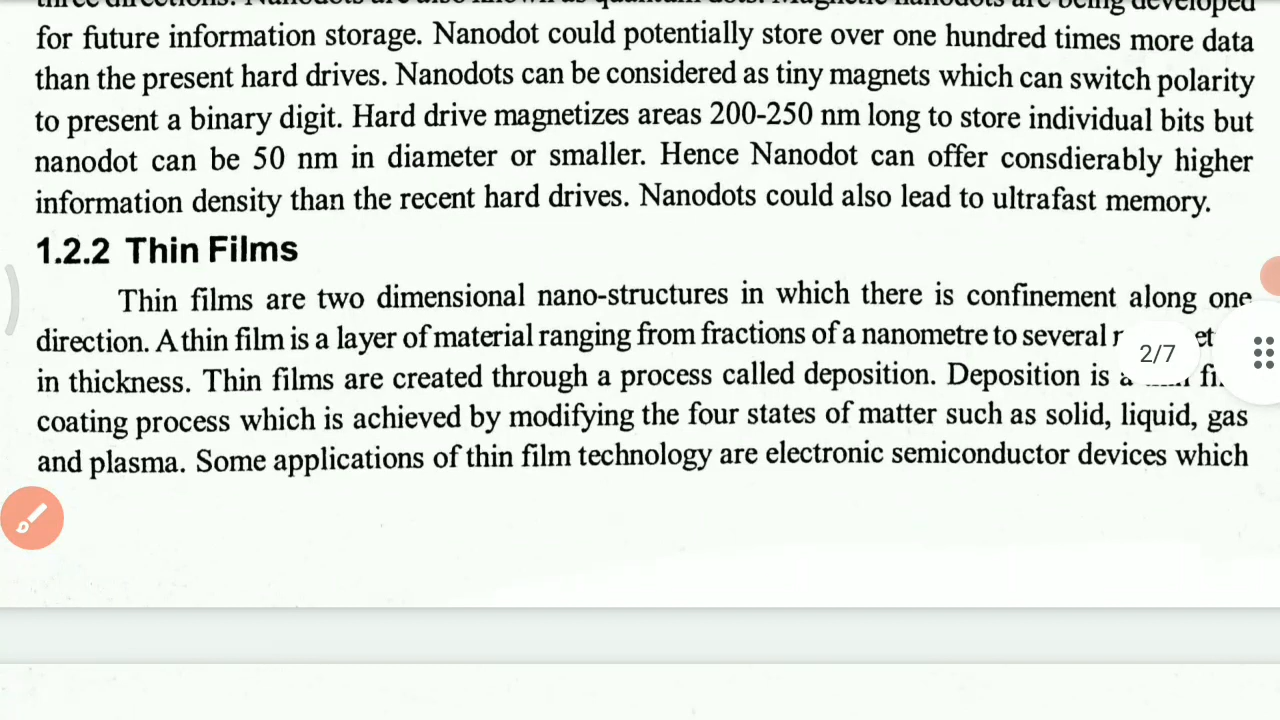 three directions. Nanodots are also known as quantum dots. Magnetic nanodots are being developed
for future information storage. Nanodot could potentially store over one hundred times more data
than the present hard drives. Nanodots can be considered as tiny magnets which can switch polarity
to present a binary digit. Hard drive magnetizes areas 200-250 nm long to store individual bits but
nanodot can be 50 nm in diameter or smaller. Hence Nanodot can offer consdierably higher
information density than the recent hard drives. Nanodots could also lead to ultrafast memory.
1.2.2 Thin Films
Thin films are two dimensional nano-structures in which there is confinement along one
direction. A thin film is a layer of material ranging from fractions of a nanometre to several
2/7
in thickness. Thin films are created through a process called deposition. Deposition is a
coating process which is achieved by modifying the four states of matter such as solid, liquid, gas
and plasma. Some applications of thin film technology are electronic semiconductor devices which